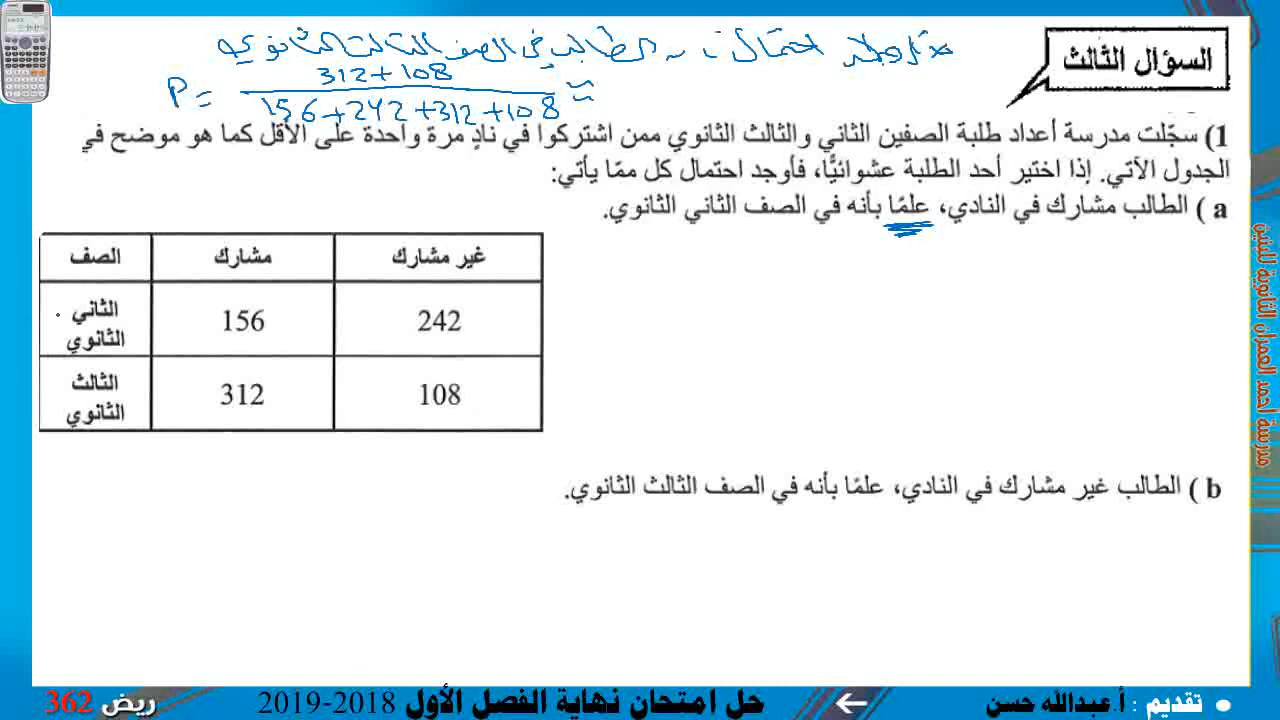 السؤال الثالث
احتمال
الطالب في الصف الثالث الثانوي
P = 312+108
156+242+312+108 ≈
1) سجّلت مدرسة أعداد طلبة الصفين الثاني والثالث الثانوي ممن اشتركوا في نادٍ مرة واحدة على الأقل كما هو موضح في
الجدول الآتي. إذا اختير أحد الطلبة عشوائيًّا، فأوجد احتمال كل ممّا يأتي:
a ) الطالب مشارك في النادي، علمًا بأنه في الصف الثاني الثانوي.
الصف مشارك غير مشارك
الثاني
الثانوي 156 242
الثالث
الثانوي 312 108
b ) الطالب غير مشارك في النادي، علمًا بأنه في الصف الثالث الثانوي.
مدرسة احمد العمران الثانوية للبنين
• تقديم : أ.عبدالله حسن
حل امتحان نهاية الفصل الأول 2018-2019
ريض 362